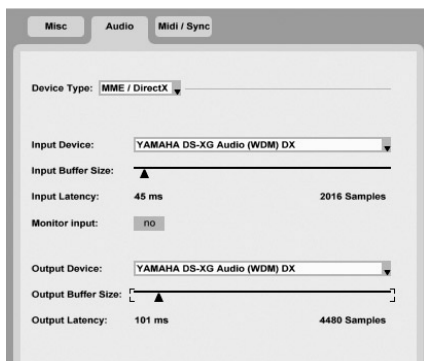 Misc Audio Midi / Sync
Device Type: MME / DirectX
Input Device: YAMAHA DS-XG Audio (WDM) DX
Input Buffer Size:
Input Latency: 45 ms 2016 Samples
Monitor input: no
Output Device: YAMAHA DS-XG Audio (WDM) DX
Output Buffer Size:
Output Latency: 101 ms 4480 Samples